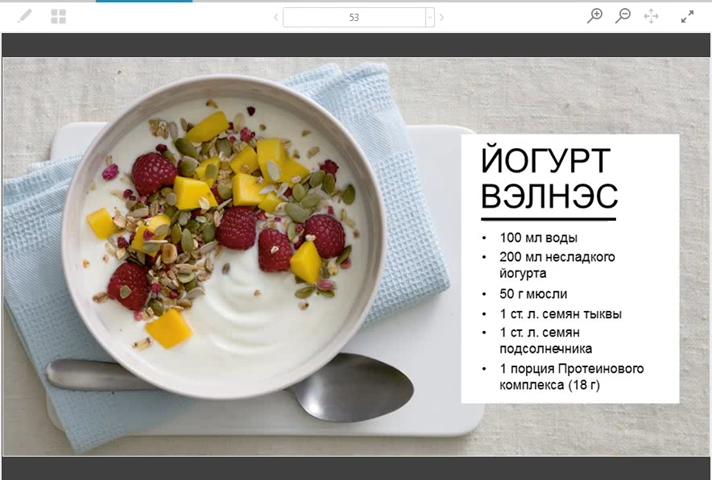 53
ЙОГУРТ
ВЭЛНЭС
• 100 мл воды
• 200 мл несладкого
йогурта
• 50 г мюсли
• 1 ст. л. семян тыквы
• 1 ст. л. семян
подсолнечника
• 1 порция Протеинового
комплекса (18 г)